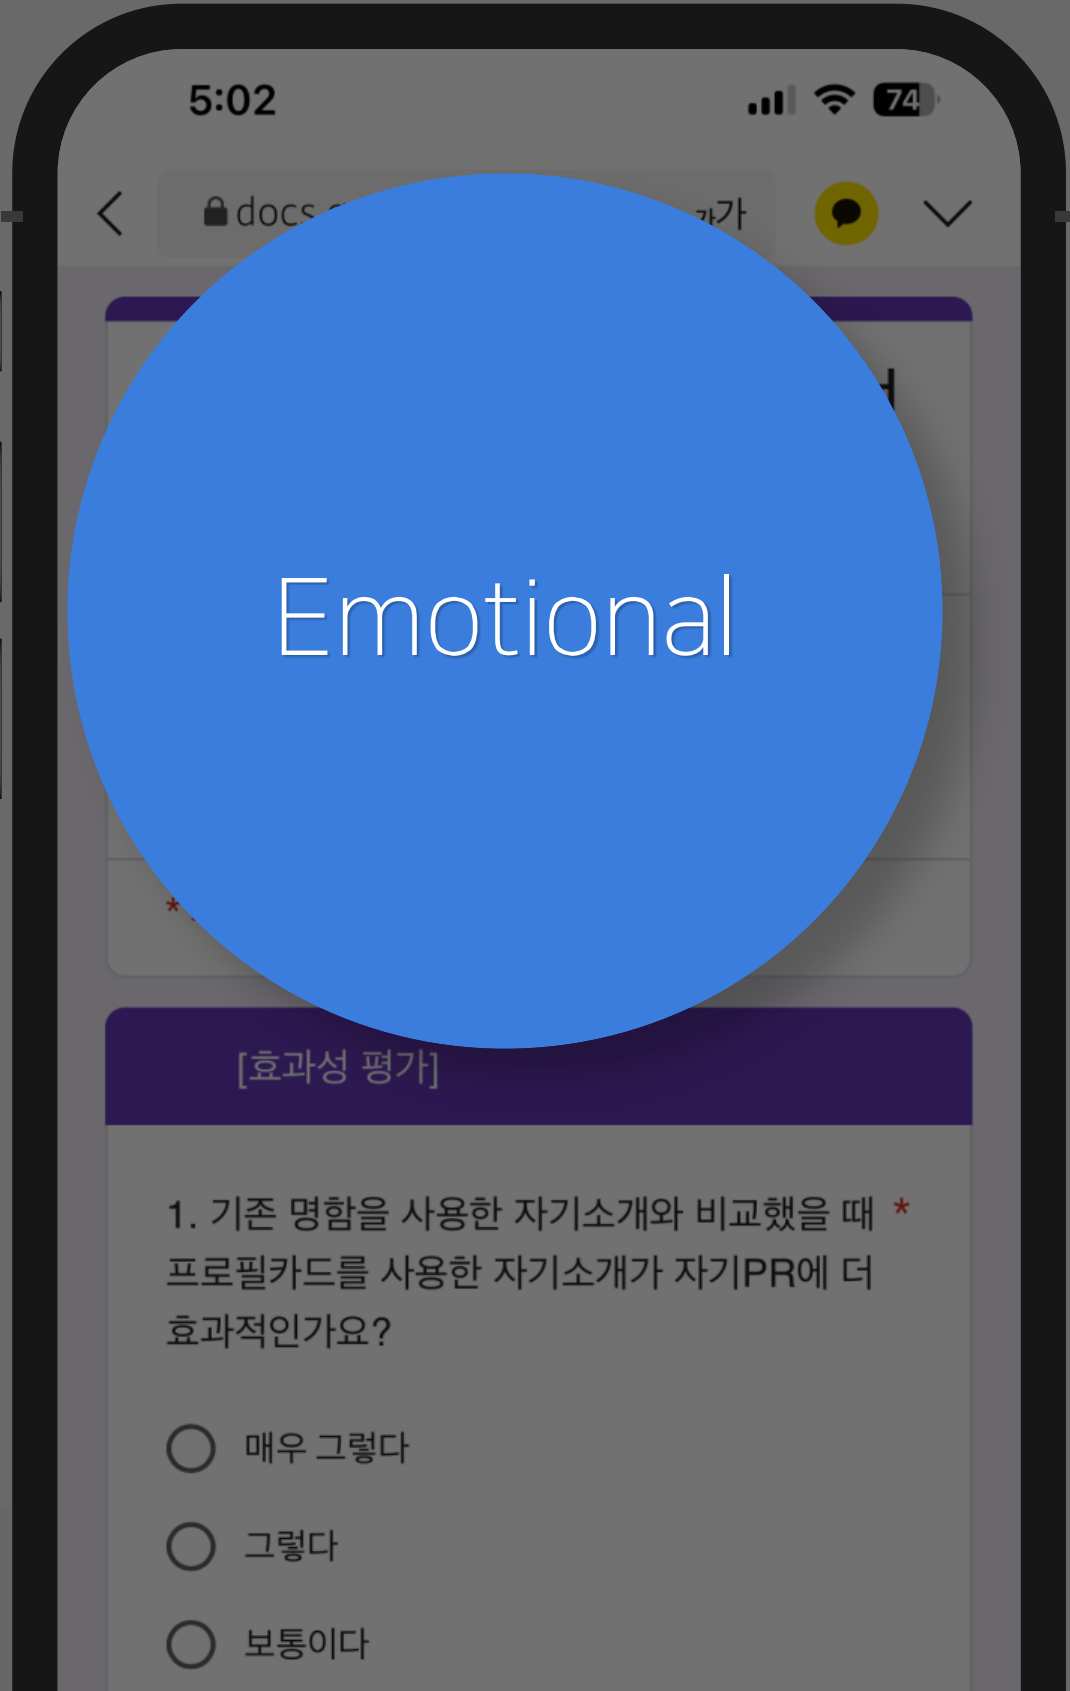 5:02
74
docs.
가가
Emotional
*
[효과성 평가]
1. 기존 명함을 사용한 자기소개와 비교했을 때 *
프로필카드를 사용한 자기소개가 자기PR에 더
효과적인가요?
매우 그렇다
그렇다
보통이다